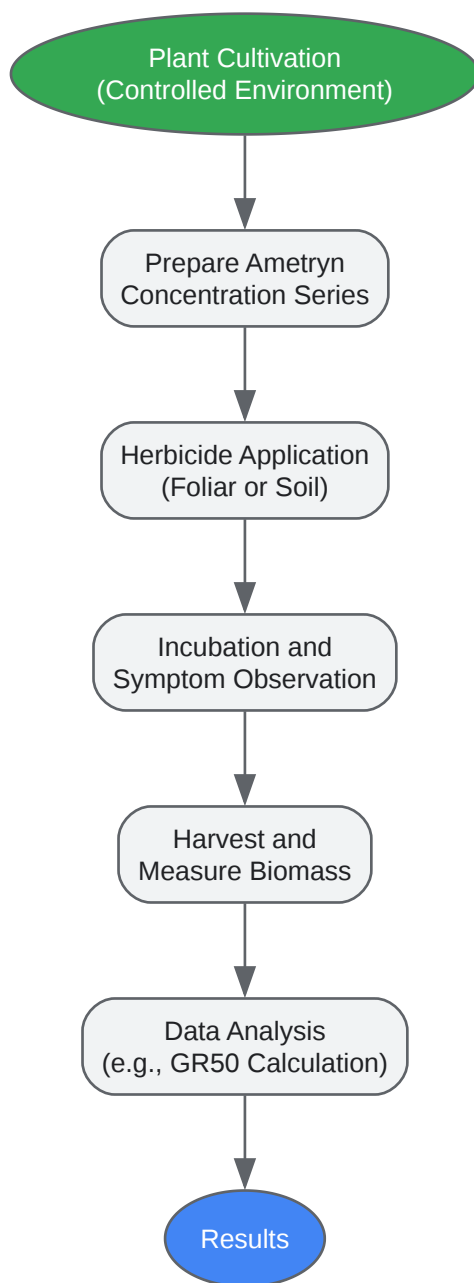 Plant Cultivation
(Controlled Environment)
Prepare Ametryn
Concentration Series
Herbicide Application
(Foliar or Soil)
Incubation and
Symptom Observation
Harvest and
Measure Biomass
Data Analysis
(e.g., GR50 Calculation)
Results